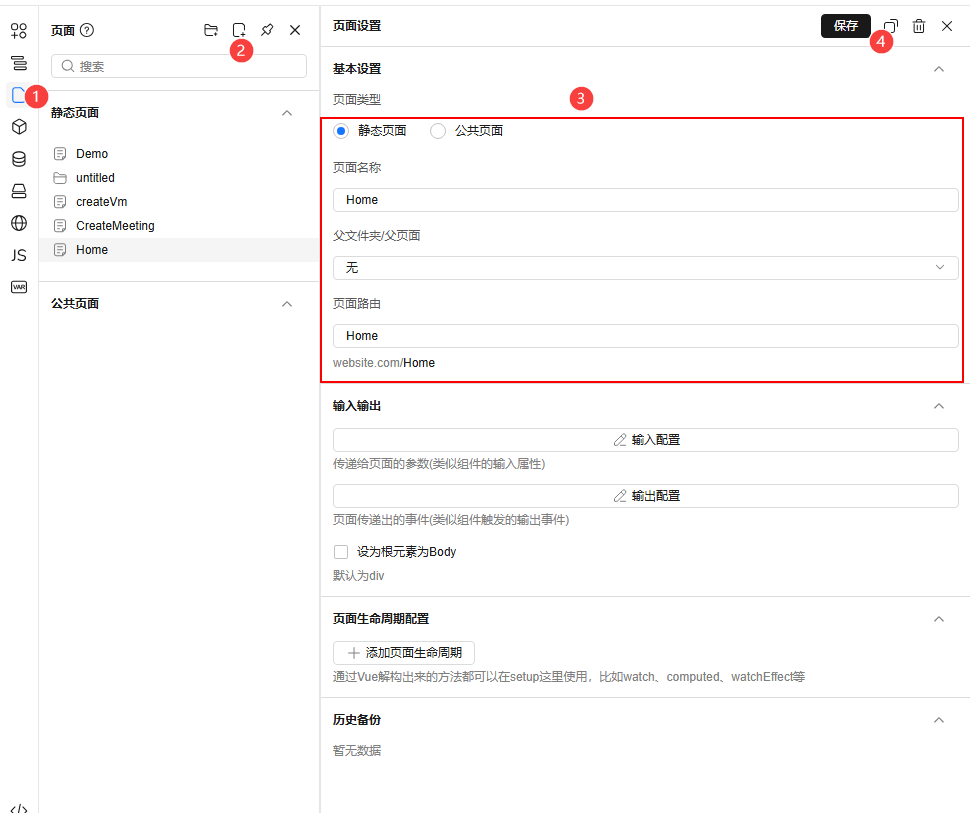 页面
页面设置
保存
4
2
搜索
基本设置
1
静态页面
页面类型
3
静态页面
公共页面
Demo
untitled
createVm
CreateMeeting
Home
页面名称
Home
父文件夹/父页面
无
JS
VAR
公共页面
页面路由
Home
website.com/Home
输入输出
输入配置
传递给页面的参数(类似组件的输入属性)
输出配置
页面传递出的事件(类似组件触发的输出事件)
设为根元素为Body
默认为div
页面生命周期配置
添加页面生命周期
通过Vue解构出来的方法都可以在setup这里使用，比如watch、computed、watchEffect等
历史备份
暂无数据